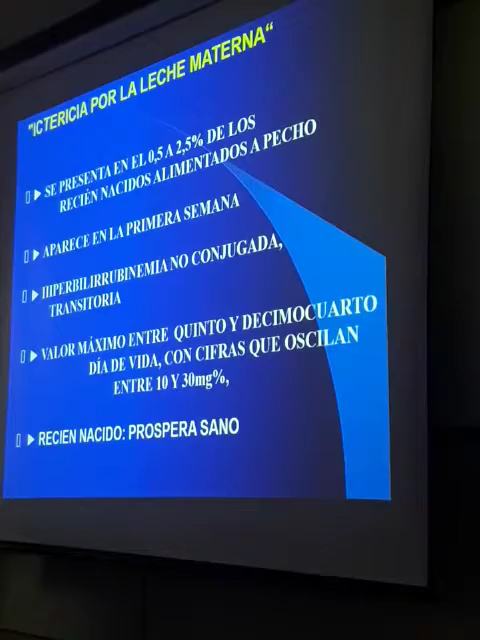 "ICTERICIA POR LA LECHE MATERNA"
SE PRESENTA EN EL 0,5 A 2,5% DE LOS
RECIÉN NACIDOS ALIMENTADOS A PECHO
APARECE EN LA PRIMERA SEMANA
HIPERBILIRRUBINEMIA NO CONJUGADA,
TRANSITORIA
VALOR MÁXIMO ENTRE QUINTO Y DECIMOCUARTO
DÍA DE VIDA, CON CIFRAS QUE OSCILAN
ENTRE 10 Y 30mg%,
RECIEN NACIDO: PROSPERA SANO